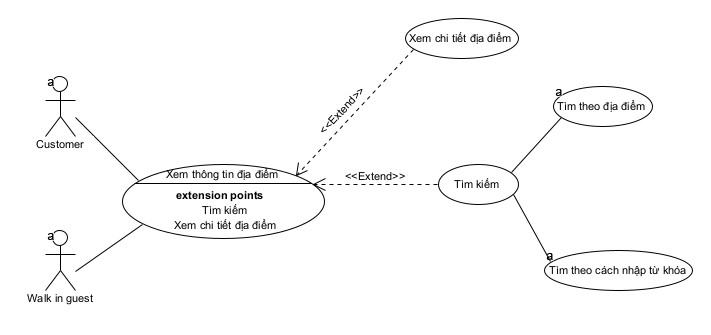 Xem chi tiết địa điểm
a
Customer
<<Extend>>
a
Tìm theo địa điểm
Xem thông tin địa điểm
extension points
Tìm kiếm
Xem chi tiết địa điểm
<<Extend>>
Tìm kiếm
a
Walk in guest
a
Tìm theo cách nhập từ khóa